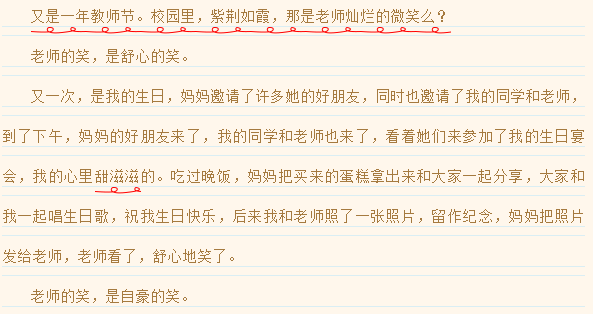 又是一年教师节。校园里，紫荆如霞，那是老师灿烂的微笑么？
老师的笑，是舒心的笑。
又一次，是我的生日，妈妈邀请了许多她的好朋友，同时也邀请了我的同学和老师，
到了下午，妈妈的好朋友来了，我的同学和老师也来了，看着她们来参加了我的生日宴
会，我的心里甜滋滋的。吃过晚饭，妈妈把买来的蛋糕拿出来和大家一起分享，大家和
我一起唱生日歌，祝我生日快乐，后来我和老师照了一张照片，留作纪念，妈妈把照片
发给老师，老师看了，舒心地笑了。
老师的笑，是自豪的笑。